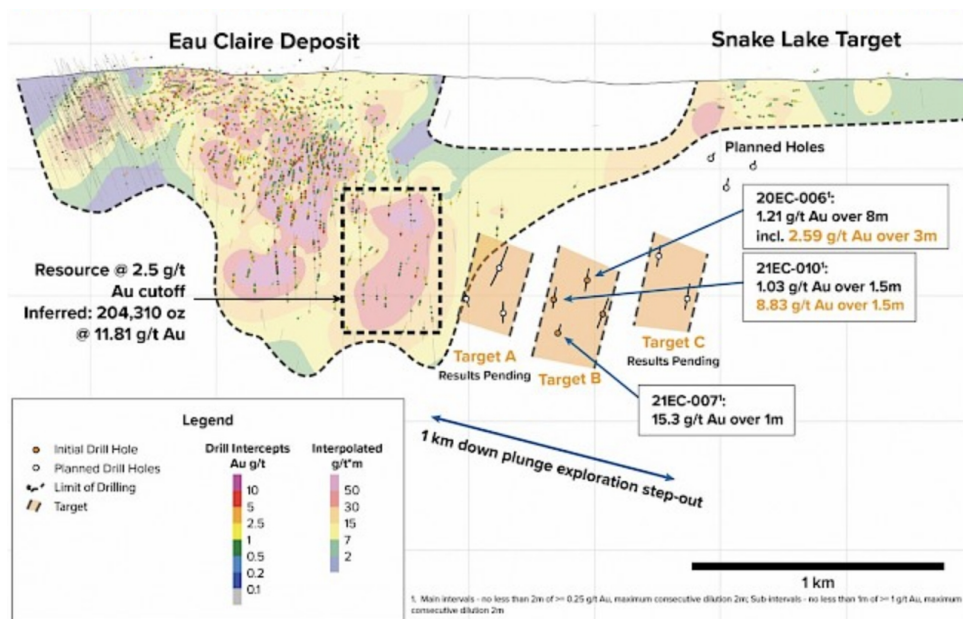 Eau Claire Deposit
Snake Lake Target
Planned Holes
20EC-006¹:
1.21 g/t Au over 8m
incl. 2.59 g/t Au over 3m
21EC-010¹:
1.03 g/t Au over 1.5m
8.83 g/t Au over 1.5m
Resource @ 2.5 g/t
Au cutoff
Inferred: 204,310 oz
@ 11.81 g/t Au
Target A
Results Pending
Target B
Target C
Results Pending
21EC-007¹:
15.3 g/t Au over 1m
1 km down plunge exploration step-out
Legend
Initial Drill Hole
Planned Drill Holes
Limit of Drilling
Target
Drill Intercepts
Au g/t
10
5
2.5
1
0.5
0.2
0.1
Interpolated
g/t*m
50
30
15
7
2
1 km
1. Main intervals - no less than 2m of >= 0.25 g/t Au, maximum consecutive dilution 2m; Sub-intervals - no less than 1m of >= 1 g/t Au, maximum
consecutive dilution 2m